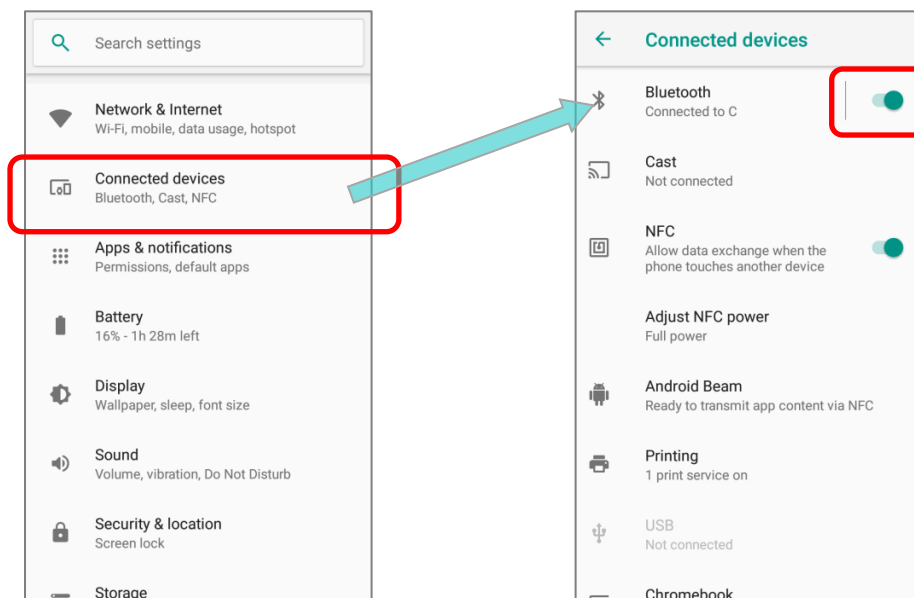 Search settings
Network & Internet
Wi-Fi, mobile, data usage, hotspot
Connected devices
Bluetooth, Cast, NFC
Apps & notifications
Permissions, default apps
Battery
16% - 1h 28m left
Display
Wallpaper, sleep, font size
Sound
Volume, vibration, Do Not Disturb
Security & location
Screen lock
Storage
Connected devices
Bluetooth
Connected to C
Cast
Not connected
NFC
Allow data exchange when the
phone touches another device
Adjust NFC power
Full power
Android Beam
Ready to transmit app content via NFC
Printing
1 print service on
USB
Not connected
Chromebook